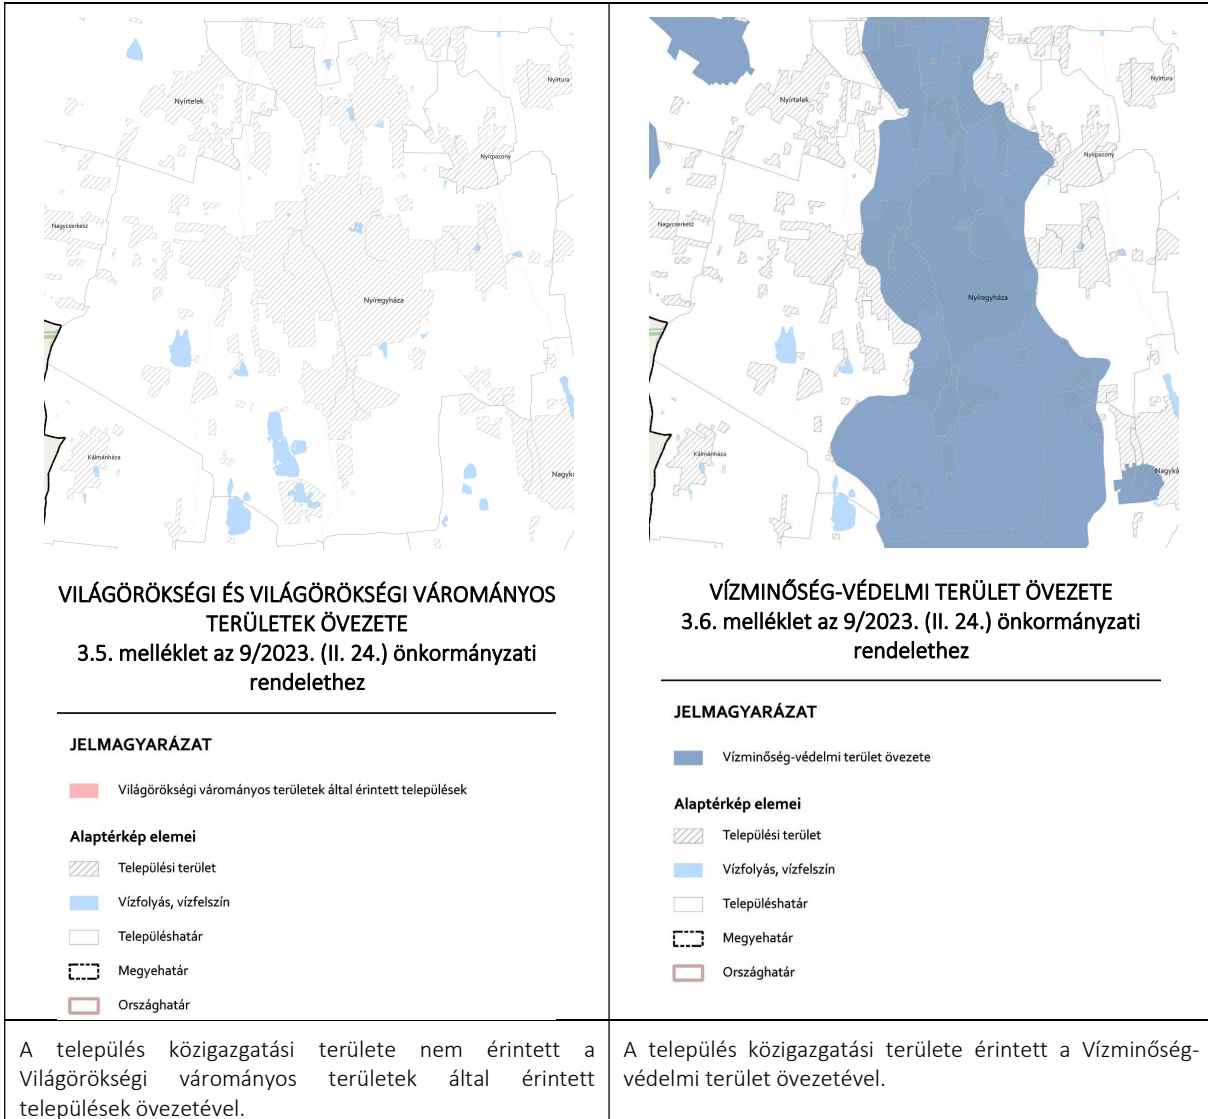 Nyírtelek
Nyírtura
Nyírpazony
Nagycserkesz
Nyíregyháza
Kálmánháza
Nagyká
VILÁGÖRÖKSÉGI ÉS VILÁGÖRÖKSÉGI VÁROMÁNYOS
TERÜLETEK ÖVEZETE
3.5. melléklet az 9/2023. (II. 24.) önkormányzati
rendelethez
JELMAGYARÁZAT
Világörökségi várományos területek által érintett települések
Alaptérkép elemei
Települési terület
Vízfolyás, vízfelszín
Településhatár
Megyehatár
Országhatár
A település közigazgatási területe nem érintett a
Világörökségi várományos területek által érintett
települések övezetével.
Nyírtelek
Nyírtura
Nyírpazony
Nagycserkesz
Nyíregyháza
Kálmánháza
Nagyká
VÍZMINŐSÉG-VÉDELMI TERÜLET ÖVEZETE
3.6. melléklet az 9/2023. (II. 24.) önkormányzati
rendelethez
JELMAGYARÁZAT
Vízminőség-védelmi terület övezete
Alaptérkép elemei
Települési terület
Vízfolyás, vízfelszín
Településhatár
Megyehatár
Országhatár
A település közigazgatási területe érintett a Vízminőség-
védelmi terület övezetével.